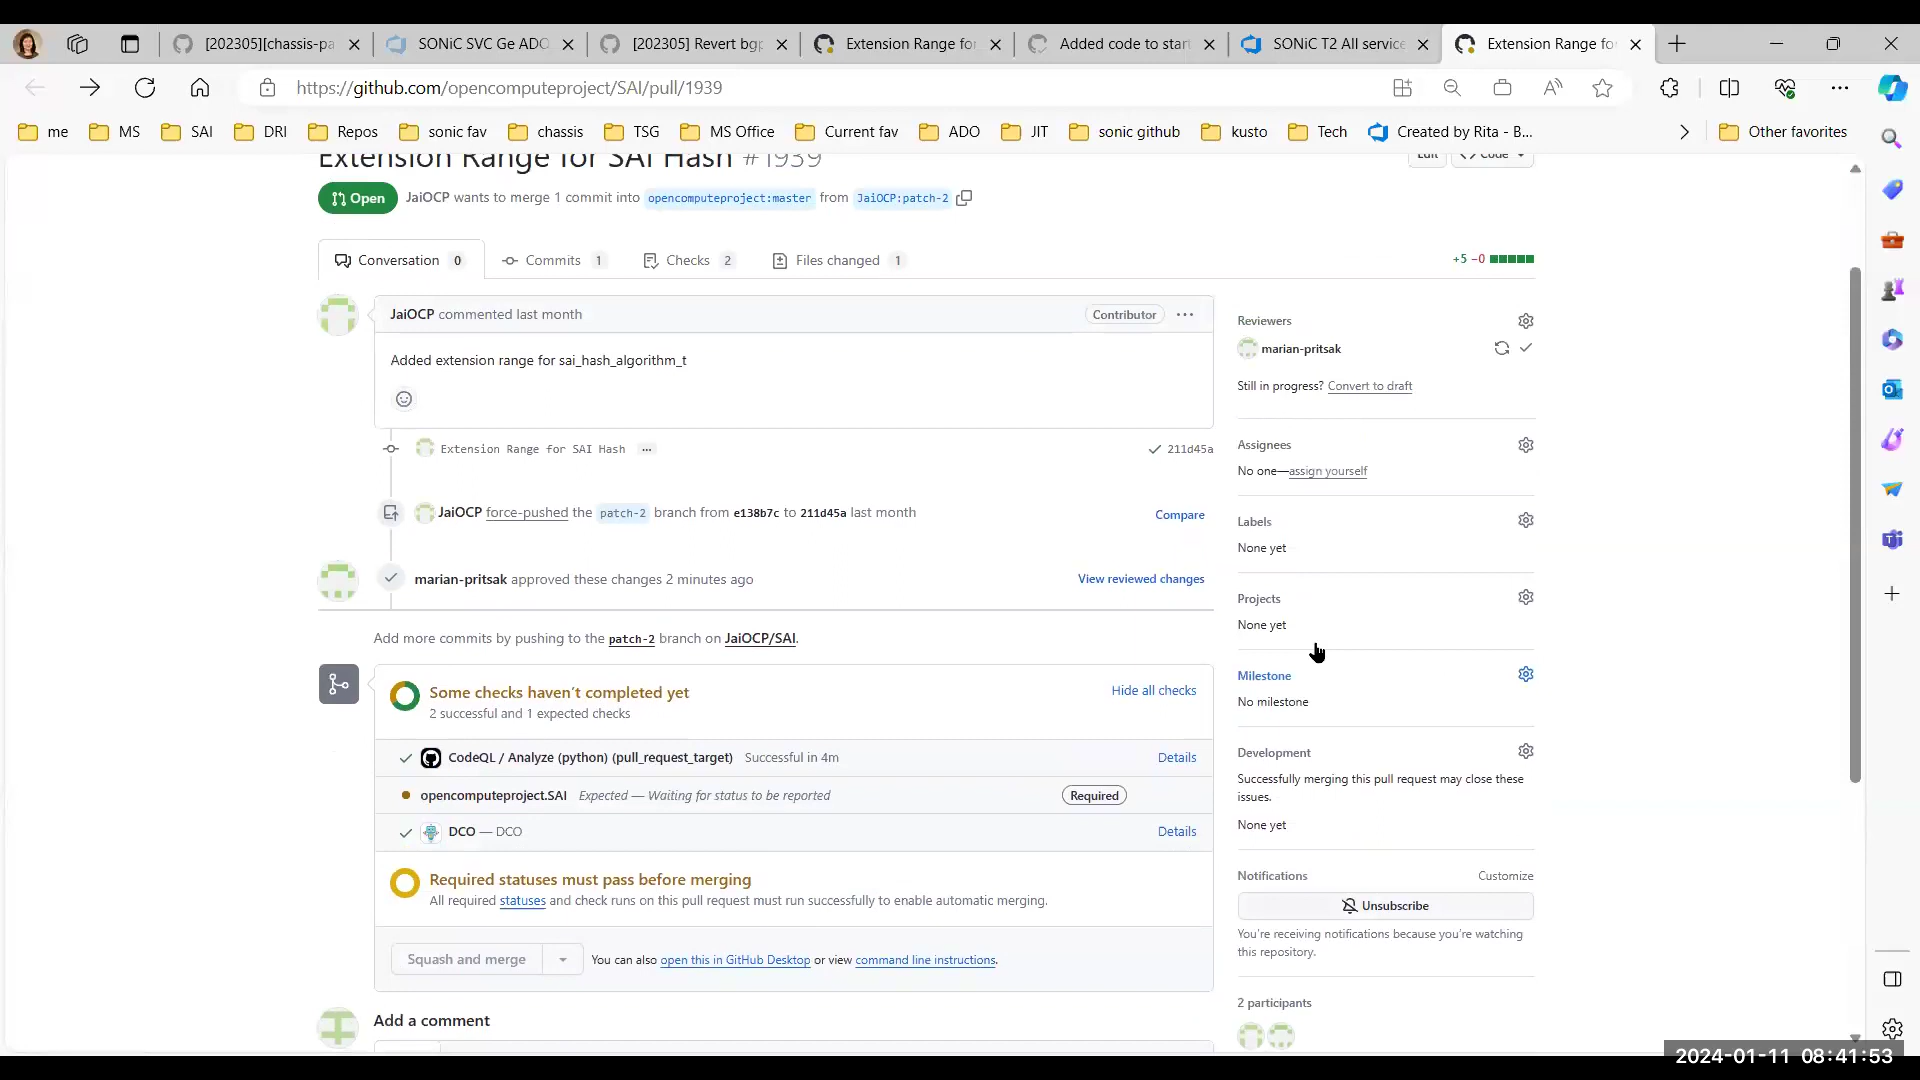 [202305][chassis-pa
SONiC SVC Ge ADO
[202305] Revert bgp
Extension Range for
Added code to start
SONiC T2 All service
Extension Range fo
https://github.com/opencomputeproject/SAI/pull/1939
me
MS
SAI
DRI
Repos
sonic fav
chassis
TSG
MS Office
Current fav
ADO
JIT
sonic github
kusto
Tech
Created by Rita - B...
Other favorites
Extension Range for SAI Hash #1939
Edit
<> Code
Open
JaiOCP wants to merge 1 commit into opencomputeproject:master from JaiOCP:patch-2
Conversation 0
Commits 1
Checks 2
Files changed 1
+5 −0
JaiOCP commented last month
Contributor
Added extension range for sai_hash_algorithm_t
Extension Range for SAI Hash ...
211d45a
JaiOCP force-pushed the patch-2 branch from e138b7c to 211d45a last month
Compare
marian-pritsak approved these changes 2 minutes ago
View reviewed changes
Add more commits by pushing to the patch-2 branch on JaiOCP/SAI.
Some checks haven't completed yet
2 successful and 1 expected checks
Hide all checks
CodeQL / Analyze (python) (pull_request_target) Successful in 4m
Details
opencomputeproject.SAI Expected — Waiting for status to be reported
Required
DCO — DCO
Details
Required statuses must pass before merging
All required statuses and check runs on this pull request must run successfully to enable automatic merging.
Squash and merge
You can also open this in GitHub Desktop or view command line instructions.
Add a comment
Reviewers
marian-pritsak
Still in progress? Convert to draft
Assignees
No one—assign yourself
Labels
None yet
Projects
None yet
Milestone
No milestone
Development
Successfully merging this pull request may close these
issues.
None yet
Notifications
Customize
Unsubscribe
You're receiving notifications because you're watching
this repository.
2 participants
2024-01-11 08:41:53